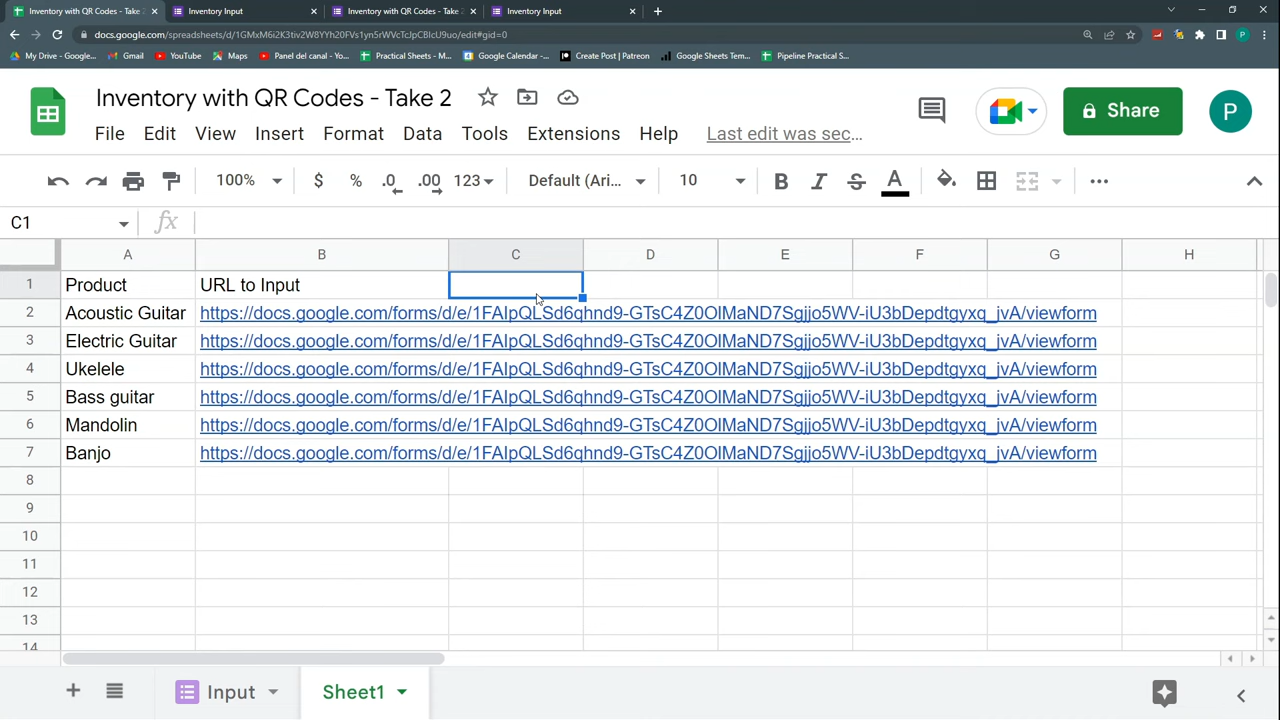 Inventory with QR Codes - Take 2
Inventory Input
Inventory with QR Codes - Take 2
Inventory Input
docs.google.com/spreadsheets/d/1GMxM6i2K3tiv2W8YYh20FVs1yn5rWVcTcJpCBIcU9uo/edit#gid=0
My Drive - Google...
Gmail
YouTube
Maps
Panel del canal - Yo...
Practical Sheets - M...
Google Calendar -...
Create Post | Patreon
Google Sheets Tem...
Pipeline Practical S...
Inventory with QR Codes - Take 2
Share
P
File Edit View Insert Format Data Tools Extensions Help Last edit was sec...
100% $ % .0 .00 123 Default (Ari... 10 B I S A
C1 fx
A B C D E F G H
1 Product URL to Input
2 Acoustic Guitar https://docs.google.com/forms/d/e/1FAIpQLSd6qhnd9-GTsC4Z0OlMaND7Sgjjo5WV-iU3bDepdtgyxq_jvA/viewform
3 Electric Guitar https://docs.google.com/forms/d/e/1FAIpQLSd6qhnd9-GTsC4Z0OlMaND7Sgjjo5WV-iU3bDepdtgyxq_jvA/viewform
4 Ukelele https://docs.google.com/forms/d/e/1FAIpQLSd6qhnd9-GTsC4Z0OlMaND7Sgjjo5WV-iU3bDepdtgyxq_jvA/viewform
5 Bass guitar https://docs.google.com/forms/d/e/1FAIpQLSd6qhnd9-GTsC4Z0OlMaND7Sgjjo5WV-iU3bDepdtgyxq_jvA/viewform
6 Mandolin https://docs.google.com/forms/d/e/1FAIpQLSd6qhnd9-GTsC4Z0OlMaND7Sgjjo5WV-iU3bDepdtgyxq_jvA/viewform
7 Banjo https://docs.google.com/forms/d/e/1FAIpQLSd6qhnd9-GTsC4Z0OlMaND7Sgjjo5WV-iU3bDepdtgyxq_jvA/viewform
8
9
10
11
12
13
14
Input Sheet1